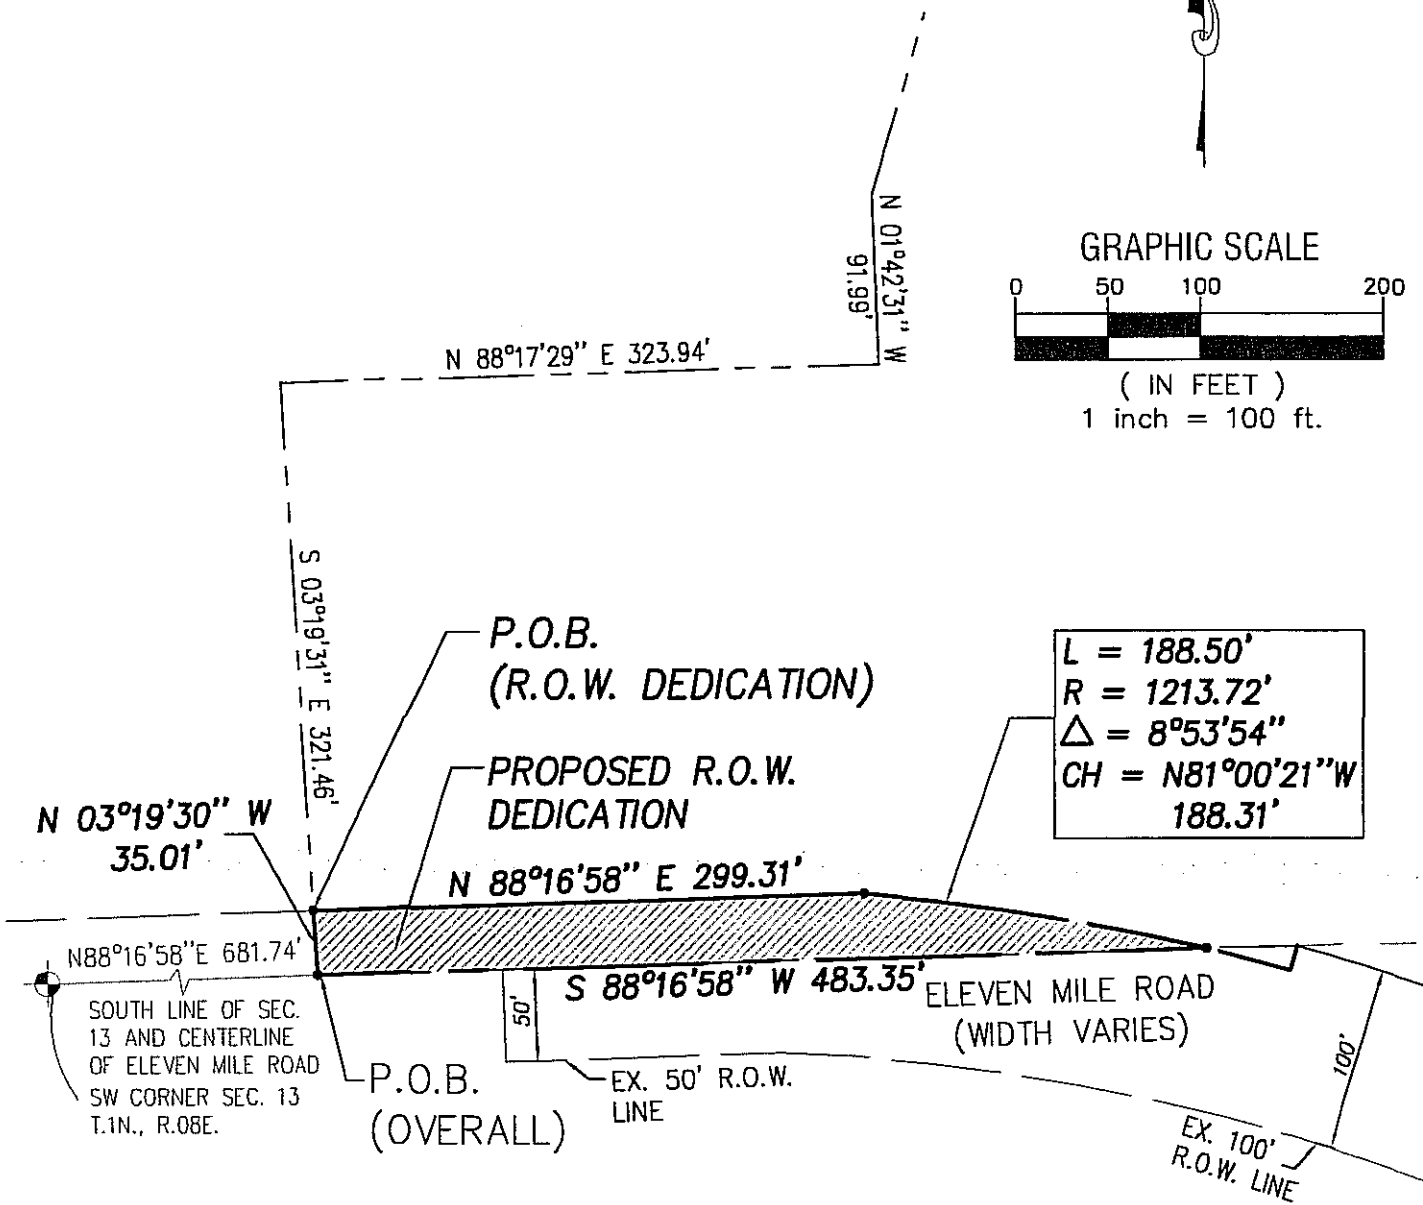 N 01°42'31" W
91.99'
GRAPHIC SCALE
0 50 100 200
( IN FEET )
1 inch = 100 ft.
N 88°17'29" E 323.94'
S 03°19'31" E 321.46'
P.O.B.
(R.O.W. DEDICATION)
L = 188.50'
R = 1213.72'
△ = 8°53'54"
CH = N81°00'21"W
188.31'
PROPOSED R.O.W.
DEDICATION
N 03°19'30" W
35.01'
N 88°16'58" E 299.31'
N88°16'58"E 681.74'
S 88°16'58" W 483.35'
SOUTH LINE OF SEC.
13 AND CENTERLINE
OF ELEVEN MILE ROAD
SW CORNER SEC. 13
T.1N., R.08E.
50'
ELEVEN MILE ROAD
(WIDTH VARIES)
P.O.B.
(OVERALL)
EX. 50' R.O.W.
LINE
100'
EX. 100'
R.O.W. LINE